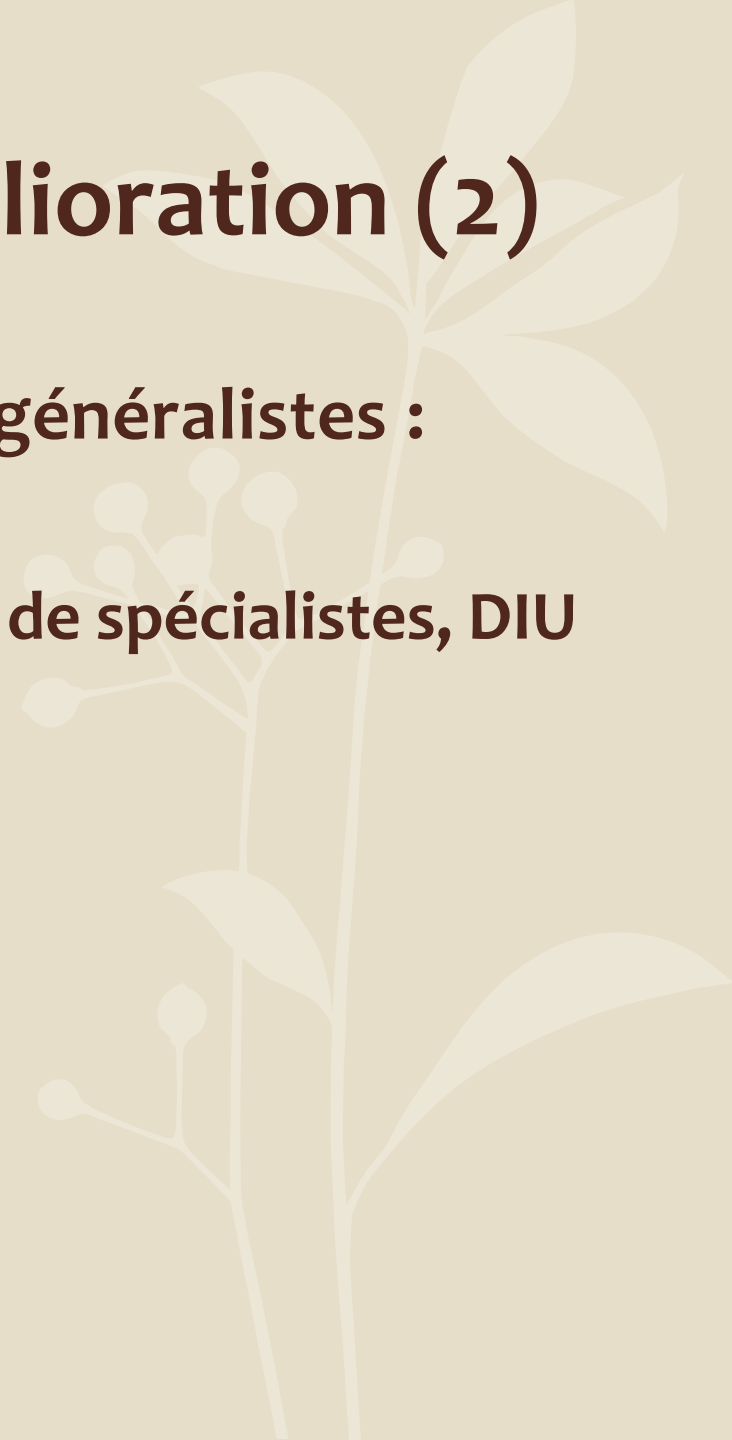 lioration (2)
généralistes :
de spécialistes, DIU